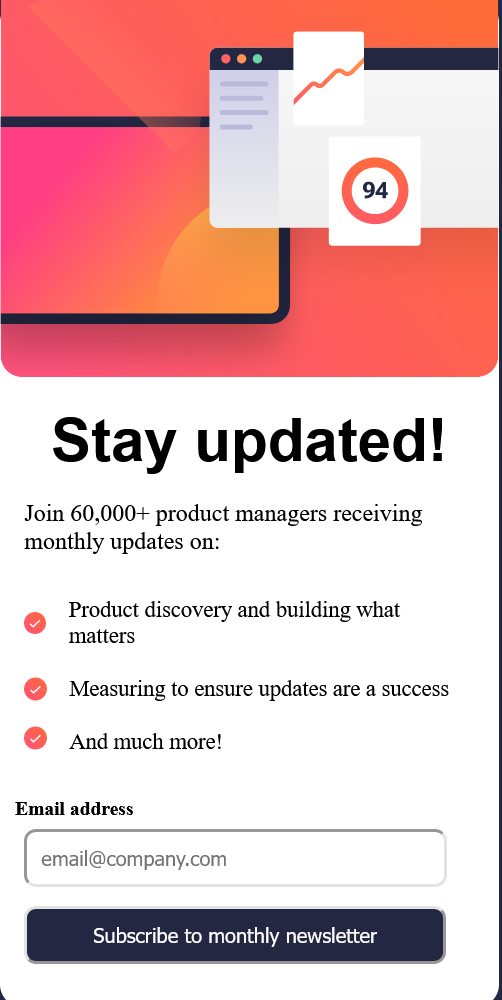 94
Stay updated!
Join 60,000+ product managers receiving
monthly updates on:
Product discovery and building what
matters
Measuring to ensure updates are a success
And much more!
Email address
email@company.com
Subscribe to monthly newsletter